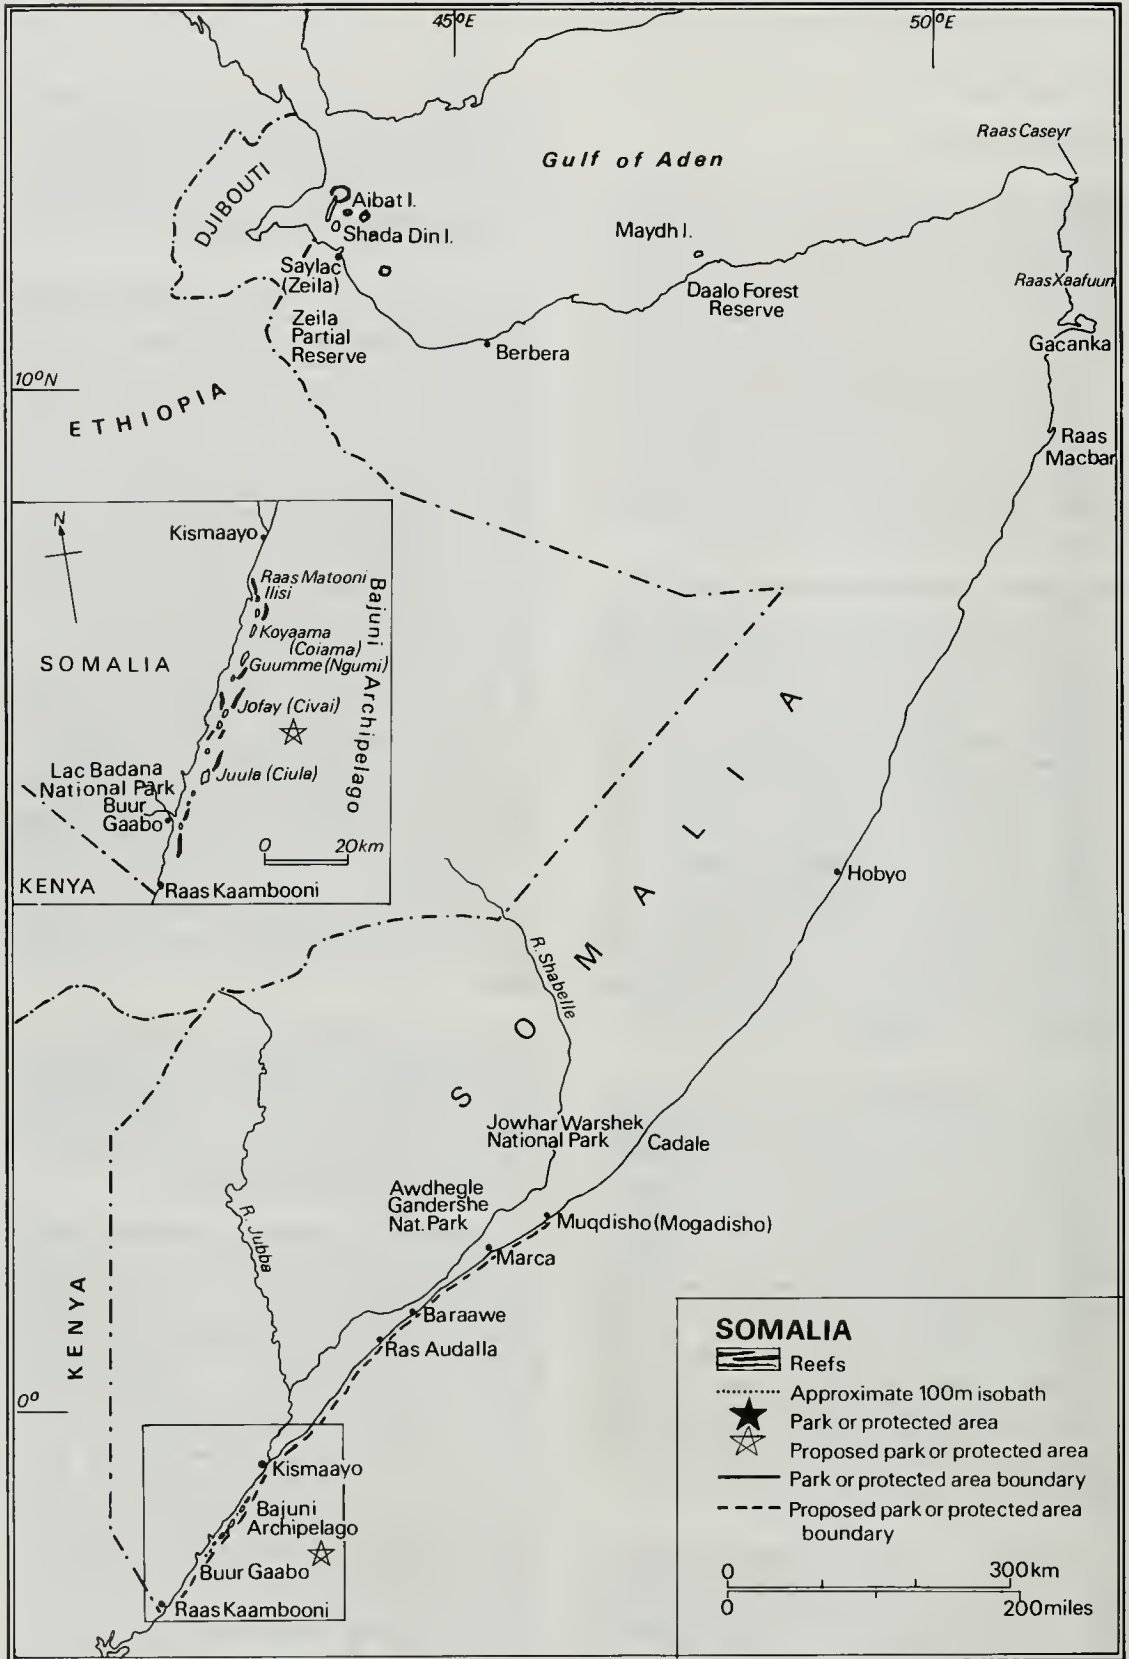 45°E
50°E
Raas Caseyr
Gulf of Aden
DJIBOUTI
Aibat I.
Shada Din I.
Maydh I.
Saylac
(Zeila)
Raas Xaafuun
Daalo Forest
Reserve
Zeila
Partial
Reserve
Gacanka
Berbera
10°N
ETHIOPIA
Raas
Macbar
N
Kismaayo
Raas Matooni
Ilisi
Koyaama
(Coiama)
Guumme (Ngumi)
SOMALIA
Jofay (Civai)
Bajuni Archipelago
Lac Badana
National Park
Juula (Ciula)
Buur
Gaabo
0 20km
KENYA
Raas Kaambooni
SOMALIA
Hobyo
R. Shabelle
Jowhar Warshek
National Park
Cadale
Awdhegle
Gandershe
Nat. Park
Muqdisho (Mogadisho)
R. Jubba
Marca
KENYA
Baraawe
Ras Audalla
0°
Kismaayo
Bajuni
Archipelago
Buur Gaabo
Raas Kaambooni
SOMALIA
Reefs
Approximate 100m isobath
Park or protected area
Proposed park or protected area
Park or protected area boundary
Proposed park or protected area
boundary
0 300km
0 200miles